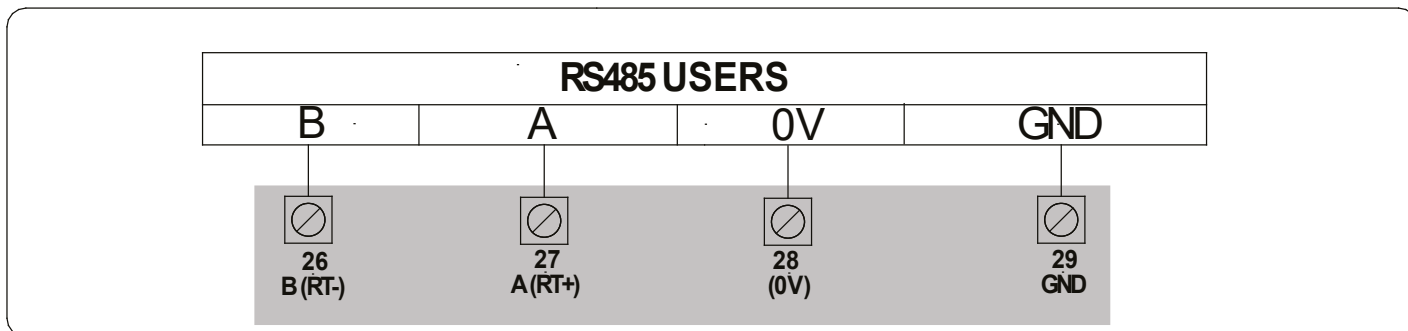 RS485 USERS
B A 0V GND
26 27 28 29
B (RT-) A (RT+) (0V) GND